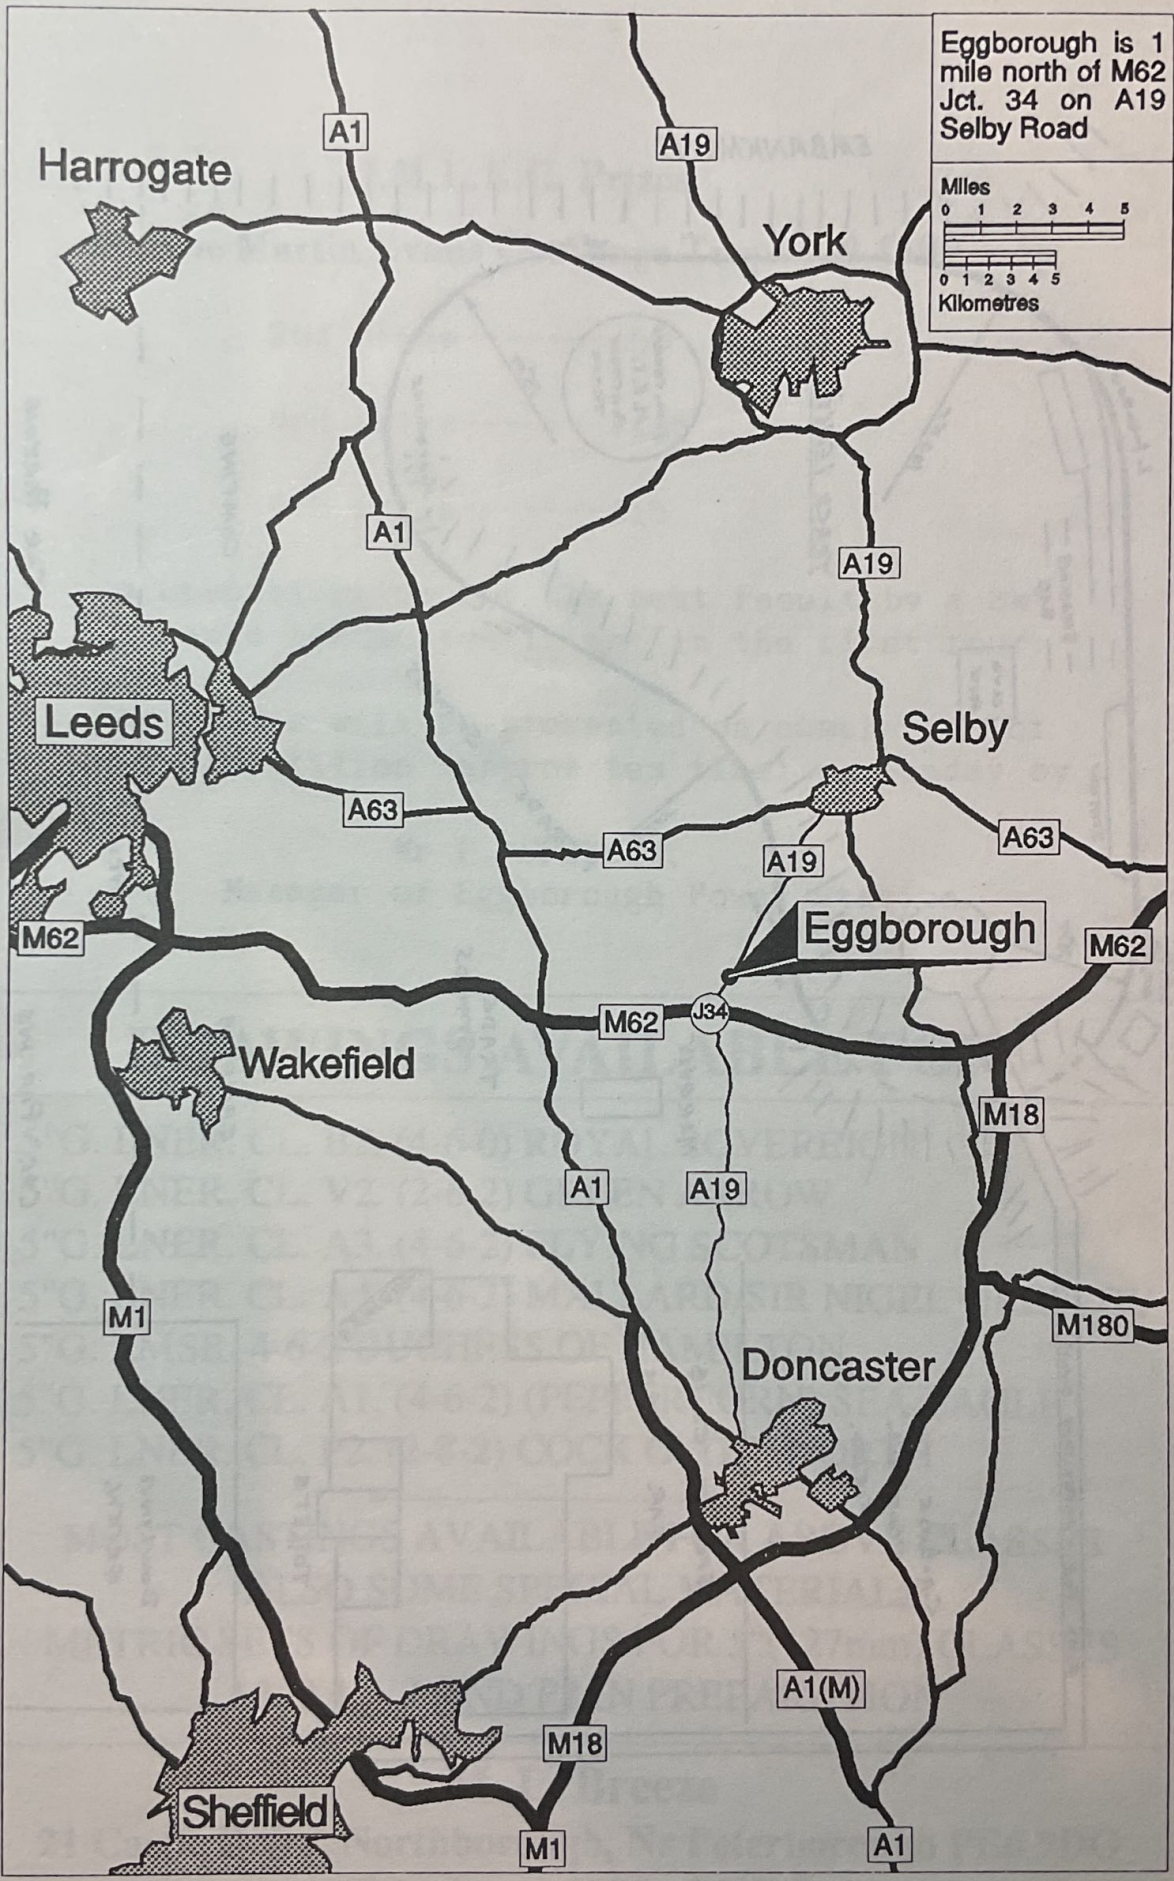 Eggborough is 1
mile north of M62
Jct. 34 on A19
Selby Road
Miles
0 1 2 3 4 5
0 1 2 3 4 5
Kilometres
A1
A19
Harrogate
York
A1
A19
Leeds
Selby
A63
A63
A19
A63
Eggborough
M62
M62
M62
J34
Wakefield
M18
A1
A19
M1
M180
Doncaster
A1(M)
M18
Sheffield
M1
A1